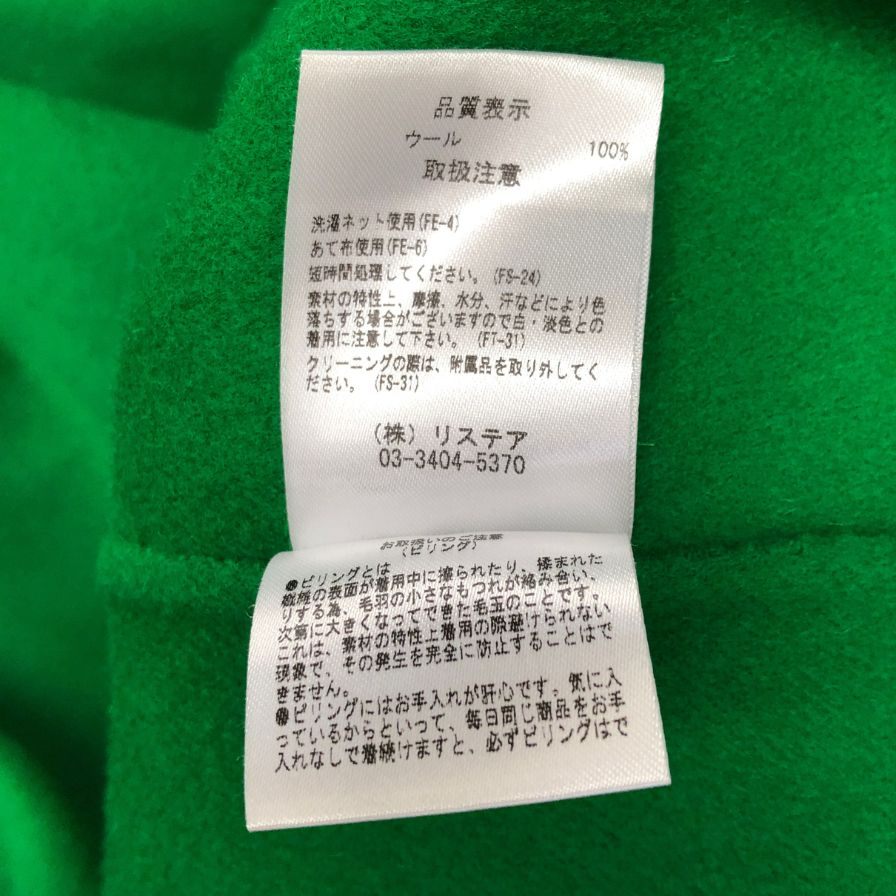 品質表示
ウール 100%
取扱注意
洗濯ネット使用(FE-4)
あて布使用(FE-6)
短時間処理してください。(FS-24)
素材の特性上、摩擦、水分、汗などにより色
落ちする場合がございますので白・淡色との
着用に注意して下さい。(FT-31)
クリーニングの際は、附属品を取り外してく
ださい。(FS-31)
(株)リステア
03-3404-5370
お取扱いのご注意
(ピリング)
※ピリングとは
繊維の表面が着用中に擦られたり、揉まれた
りする為、毛羽の小さなもつれが絡み合い、
次第に大きくなってできた毛玉のことです。
これは、素材の特性上着用の際避けられない
現象で、その発生を完全に防止することはで
きません。
※ピリングにはお手入れが肝心です。気に入
っているからといって、毎日同じ商品をお手
入れなしで着続けますと、必ずピリングはで